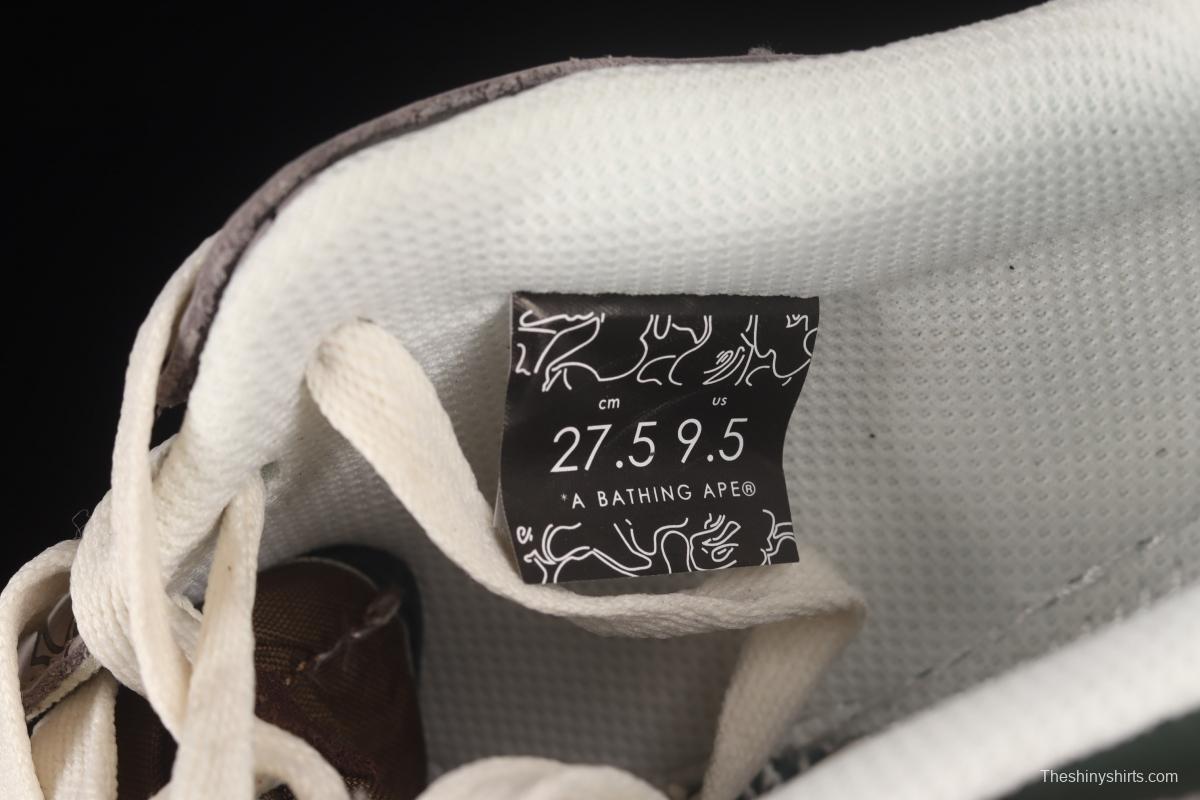 cm us
27.5 9.5
*A BATHING APE®
Theshinyshirts.com